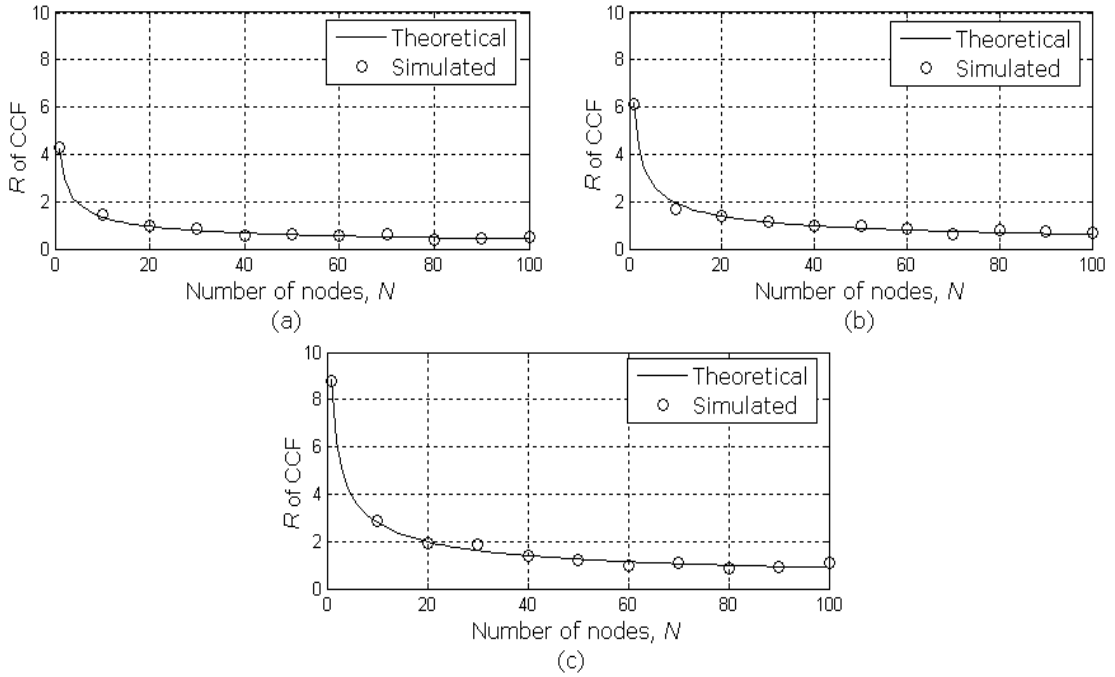 10
8
6
4
2
0
R of CCF
Theoretical
Simulated
0 20 40 60 80 100
Number of nodes, N
(a)
10
8
6
4
2
0
R of CCF
Theoretical
Simulated
0 20 40 60 80 100
Number of nodes, N
(b)
10
8
6
4
2
0
R of CCF
Theoretical
Simulated
0 20 40 60 80 100
Number of nodes, N
(c)